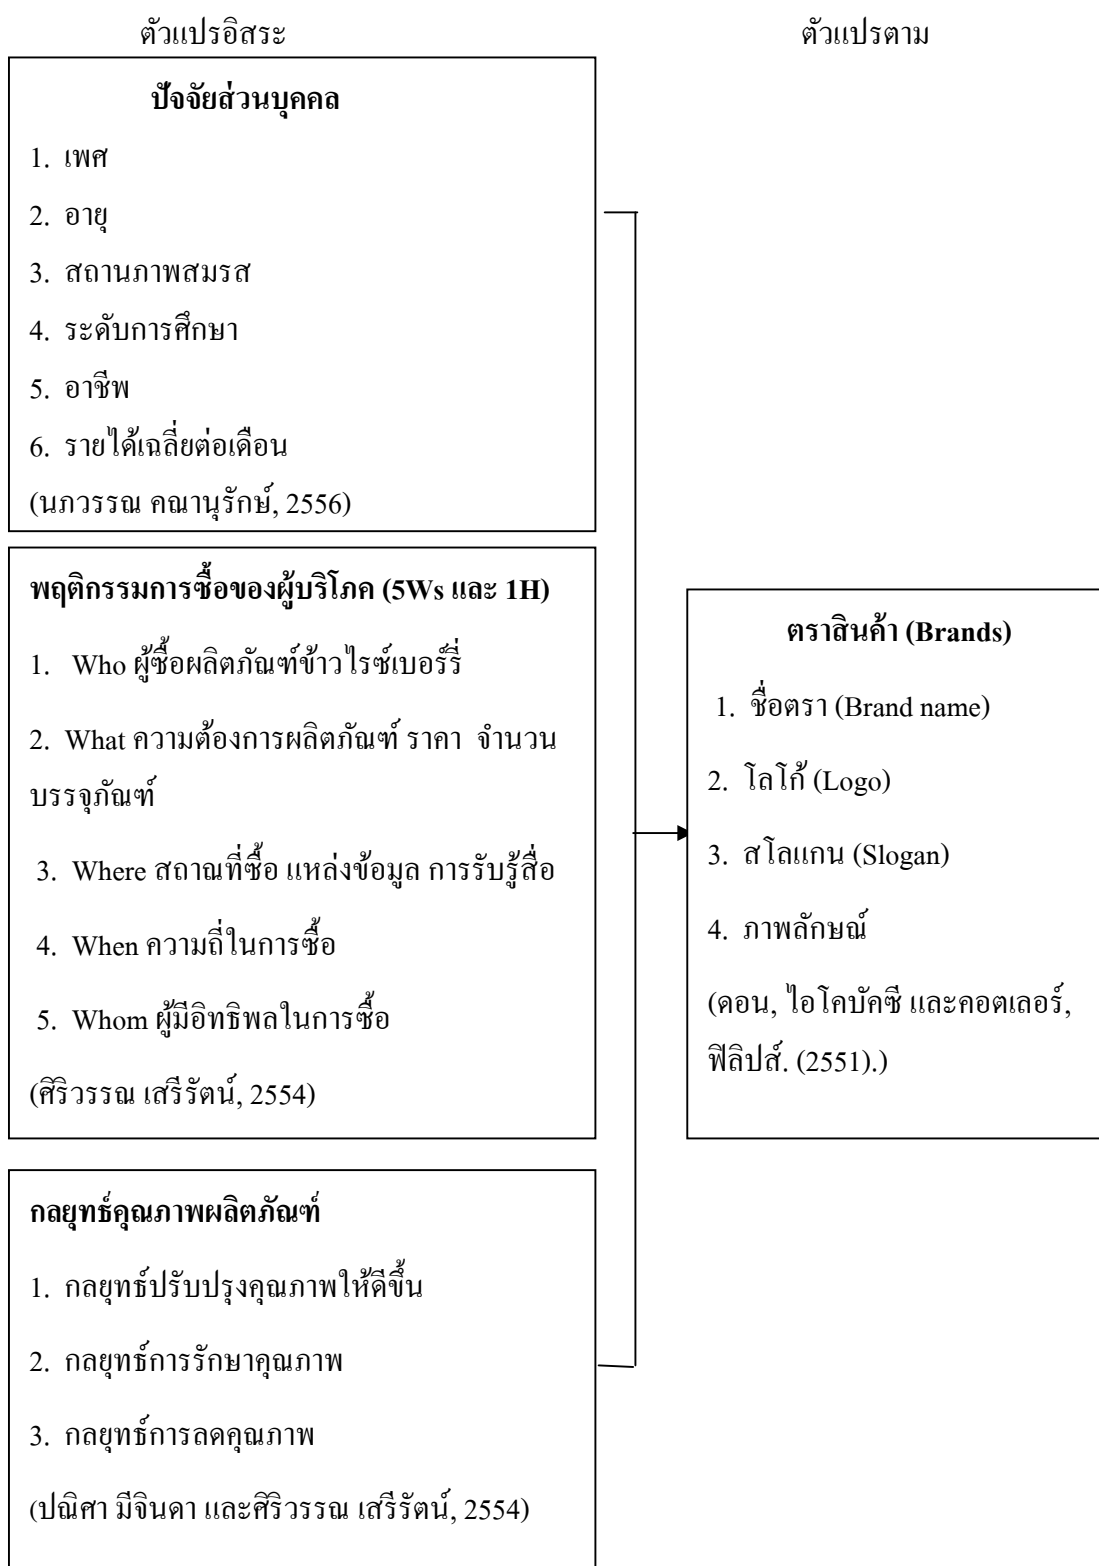 ตัวแปรอิสระ
ตัวแปรตาม
ปัจจัยส่วนบุคคล
1. เพศ
2. อายุ
3. สถานภาพสมรส
4. ระดับการศึกษา
5. อาชีพ
6. รายได้เฉลี่ยต่อเดือน
(นภวรรณ คณานุรักษ์, 2556)
พฤติกรรมการซื้อของผู้บริโภค (5Ws และ 1H)
1. Who ผู้ซื้อผลิตภัณฑ์ข้าวไรซ์เบอร์รี่
2. What ความต้องการผลิตภัณฑ์ ราคา จำนวน
บรรจุภัณฑ์
3. Where สถาณที่ซื้อ แหล่งข้อมูล การรับรู้สื่อ
4. When ความถี่ในการซื้อ
5. Whom ผู้มีอิทธิพลในการซื้อ
(ศิริวรรณ เสรีรัตน์, 2554)
กลยุทธ์คุณภาพผลิตภัณฑ์
1. กลยุทธ์ปรับปรุงคุณภาพให้ดีขึ้น
2. กลยุทธ์การรักษาคุณภาพ
3. กลยุทธ์การลดคุณภาพ
(ปณิศา มีจินดา และศิริวรรณ เสรีรัตน์, 2554)
ตราสินค้า (Brands)
1. ชื่อตรา (Brand name)
2. โลโก้ (Logo)
3. สโลแกน (Slogan)
4. ภาพลักษณ์
(ดอน, ไอโคบัคซี และคอตเลอร์,
ฟิลิปส์. (2551).)